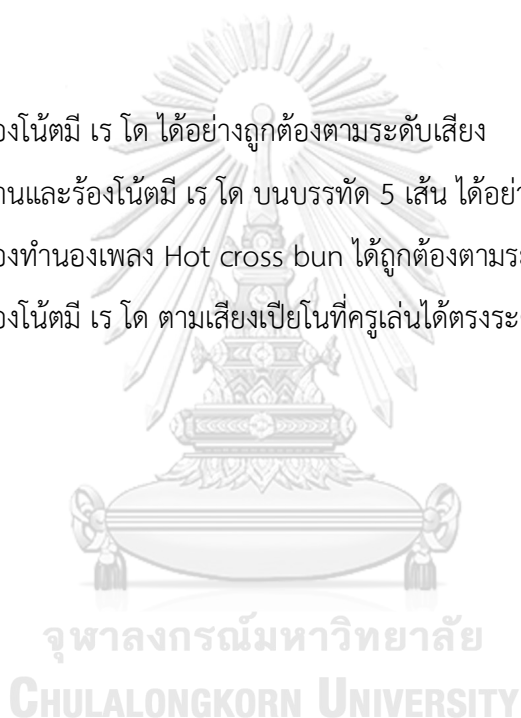 องโน้ตมี เร โด ได้อย่างถูกต้องตามระดับเสียง
านและร้องโน้ตมี เร โด บนบรรทัด 5 เส้น ได้อย่
องทำนองเพลง Hot cross bun ได้ถูกต้องตามระ
องโน้ตมี เร โด ตามเสียงเปียโนที่ครูเล่นได้ตรงระ
จุฬาลงกรณ์มหาวิทยาลัย
CHULALONGKORN UNIVERSITY